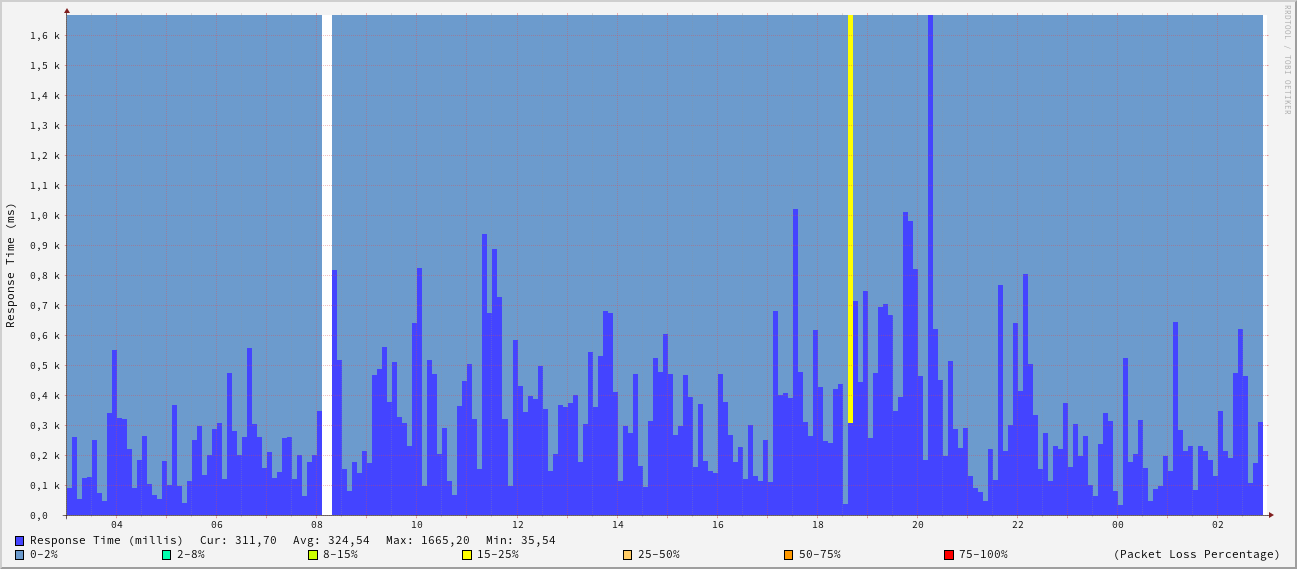 RRDTOOL / TOBI OETIKER
Response Time (ms)
1,6 k
1,5 k
1,4 k
1,3 k
1,2 k
1,1 k
1,0 k
0,9 k
0,8 k
0,7 k
0,6 k
0,5 k
0,4 k
0,3 k
0,2 k
0,1 k
0,0
04 06 08 10 12 14 16 18 20 22 00 02
Response Time (millis) Cur: 311,70 Avg: 324,54 Max: 1665,20 Min: 35,54
0-2% 2-8% 8-15% 15-25% 25-50% 50-75% 75-100% (Packet Loss Percentage)